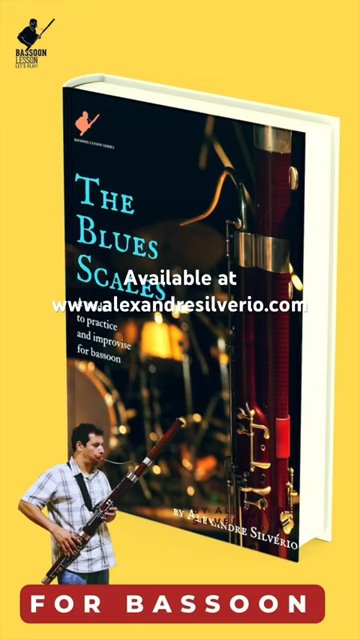 BASSOON
LESSON
LET'S PLAY!
BASSOON LESSON SERIES
THE
BLUES
SCALES
Available at
www.alexandresilverio.com
to practice
and improvise
for bassoon
BY ALEXANDRE SILVÉRIO
FOR BASSOON